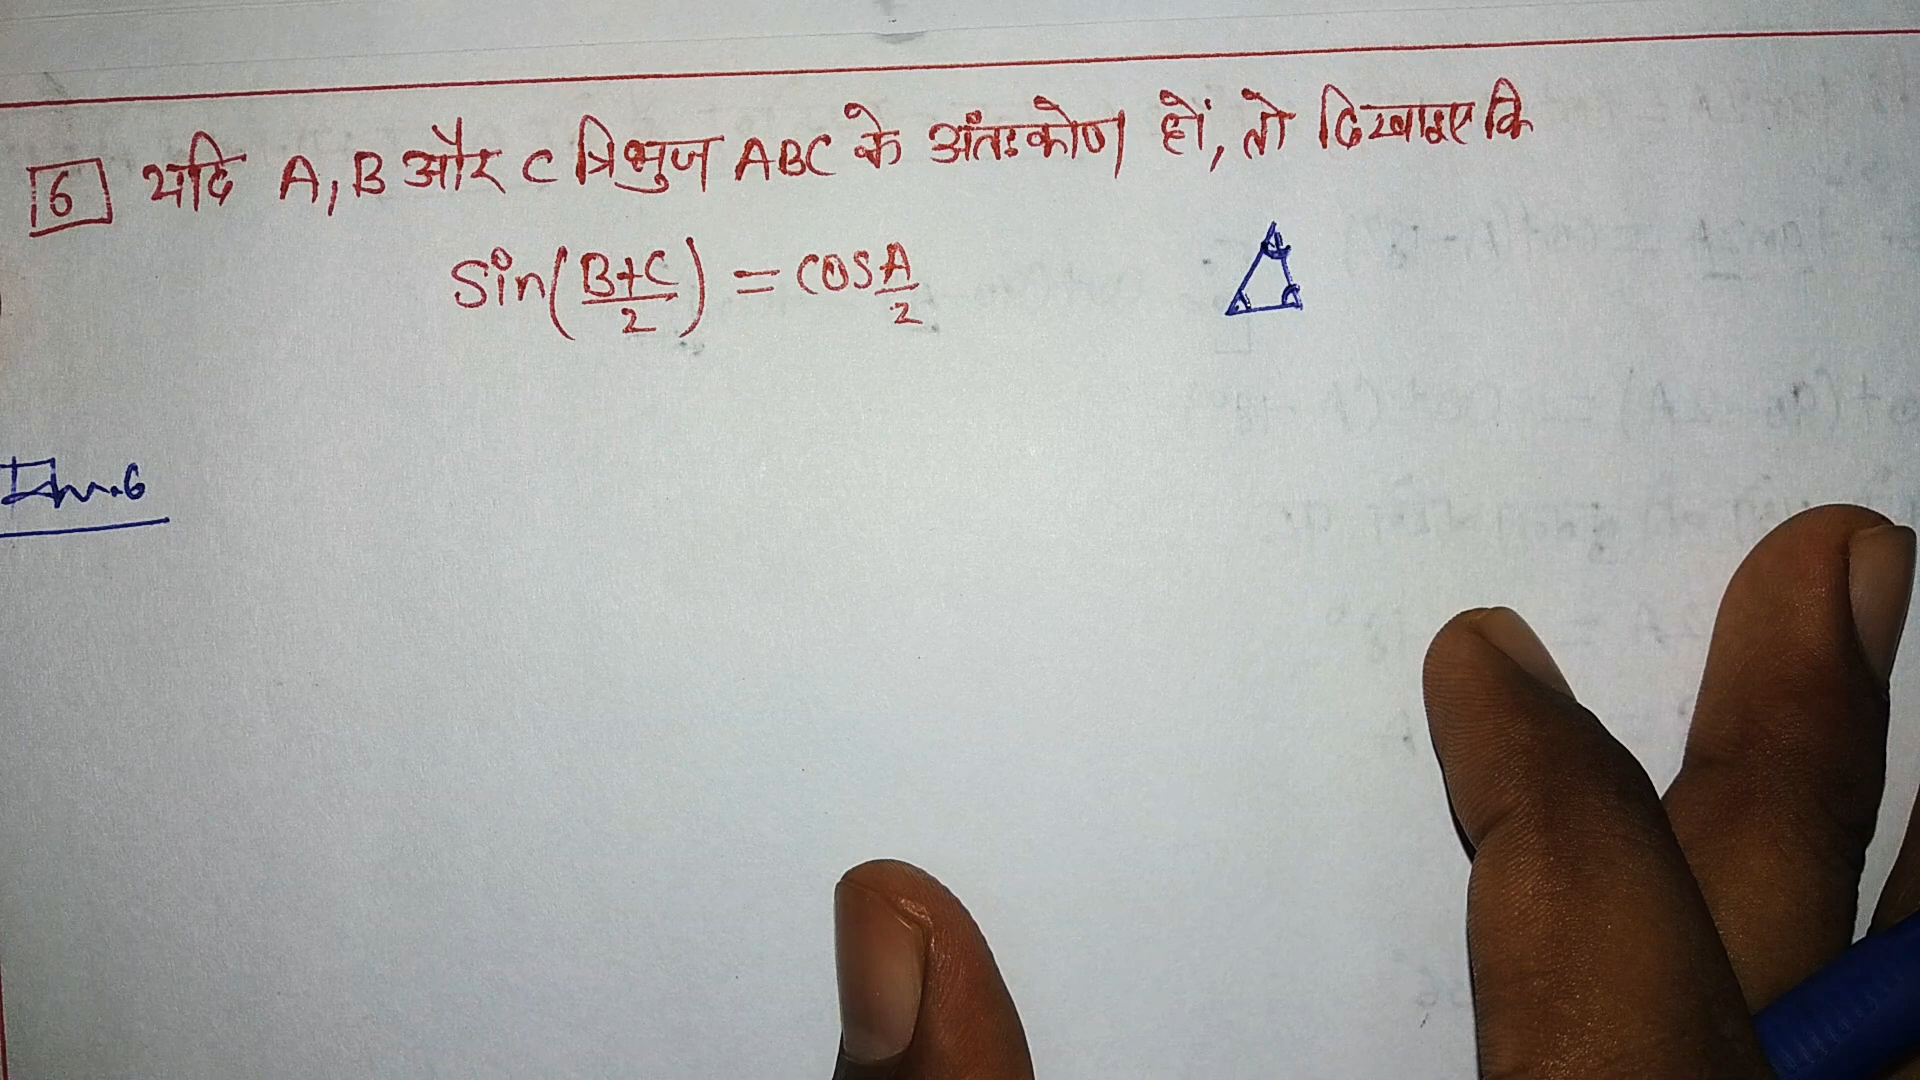 6 यदि A, B और C त्रिभुज ABC के अंतःकोण हों, तो दिखाइए कि
Sin(B+C/2) = cos A/2